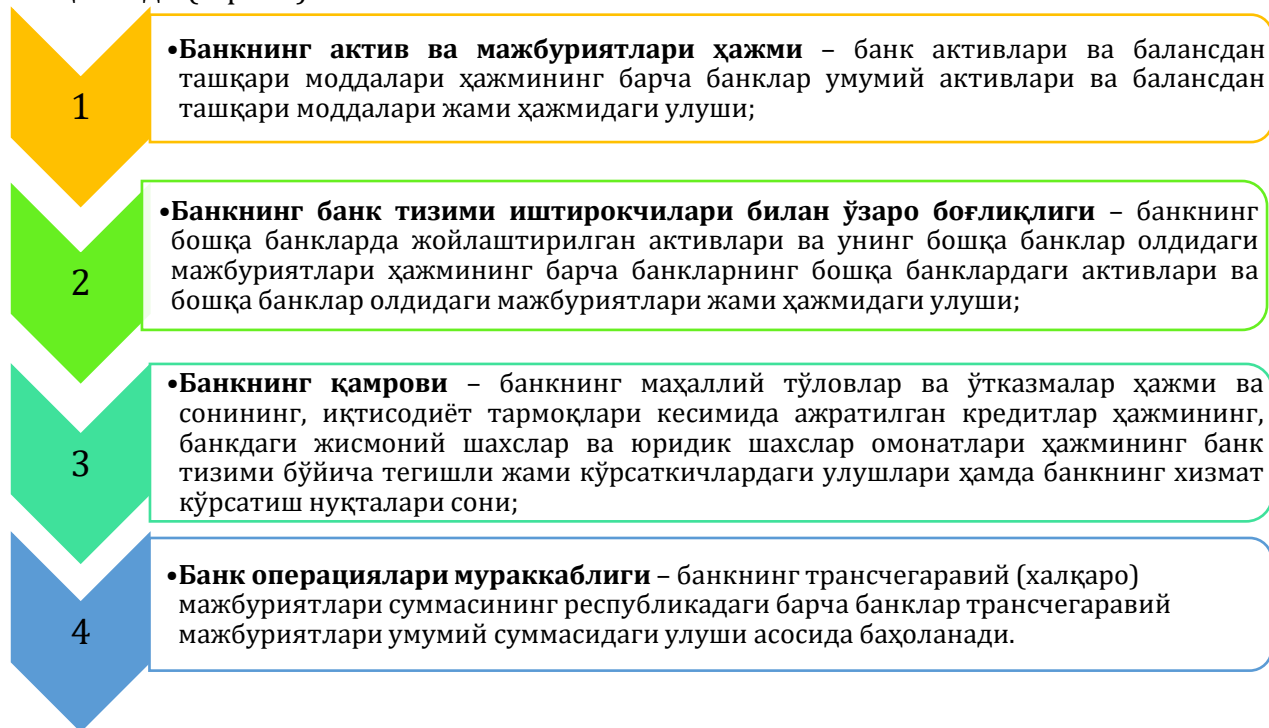 1
•Банкнинг актив ва мажбуриятлари ҳажми – банк активлари ва балансдан
ташқари моддалари ҳажмининг барча банклар умумий активлари ва балансдан
ташқари моддалари жами ҳажмидаги улуши;
2
•Банкнинг банк тизими иштирокчилари билан ўзаро боғлиқлиги – банкнинг
бошқа банкларда жойлаштирилган активлари ва унинг бошқа банклар олдидаги
мажбуриятлари ҳажмининг барча банкларнинг бошқа банклардаги активлари ва
бошқа банклар олдидаги мажбуриятлари жами ҳажмидаги улуши;
3
•Банкнинг қамрови – банкнинг маҳаллий тўловлар ва ўтказмалар ҳажми ва
сонининг, иқтисодиёт тармоқлари кесимида ажратилган кредитлар ҳажмининг,
банкдаги жисмоний шахслар ва юридик шахслар омонатлари ҳажмининг банк
тизими бўйича тегишли жами кўрсаткичлардаги улушлари ҳамда банкнинг хизмат
кўрсатиш нуқталари сони;
4
•Банк операциялари мураккаблиги – банкнинг трансчегаравий (халқаро)
мажбуриятлари суммасининг республикадаги барча банклар трансчегаравий
мажбуриятлари умумий суммасидаги улуши асосида баҳоланади.